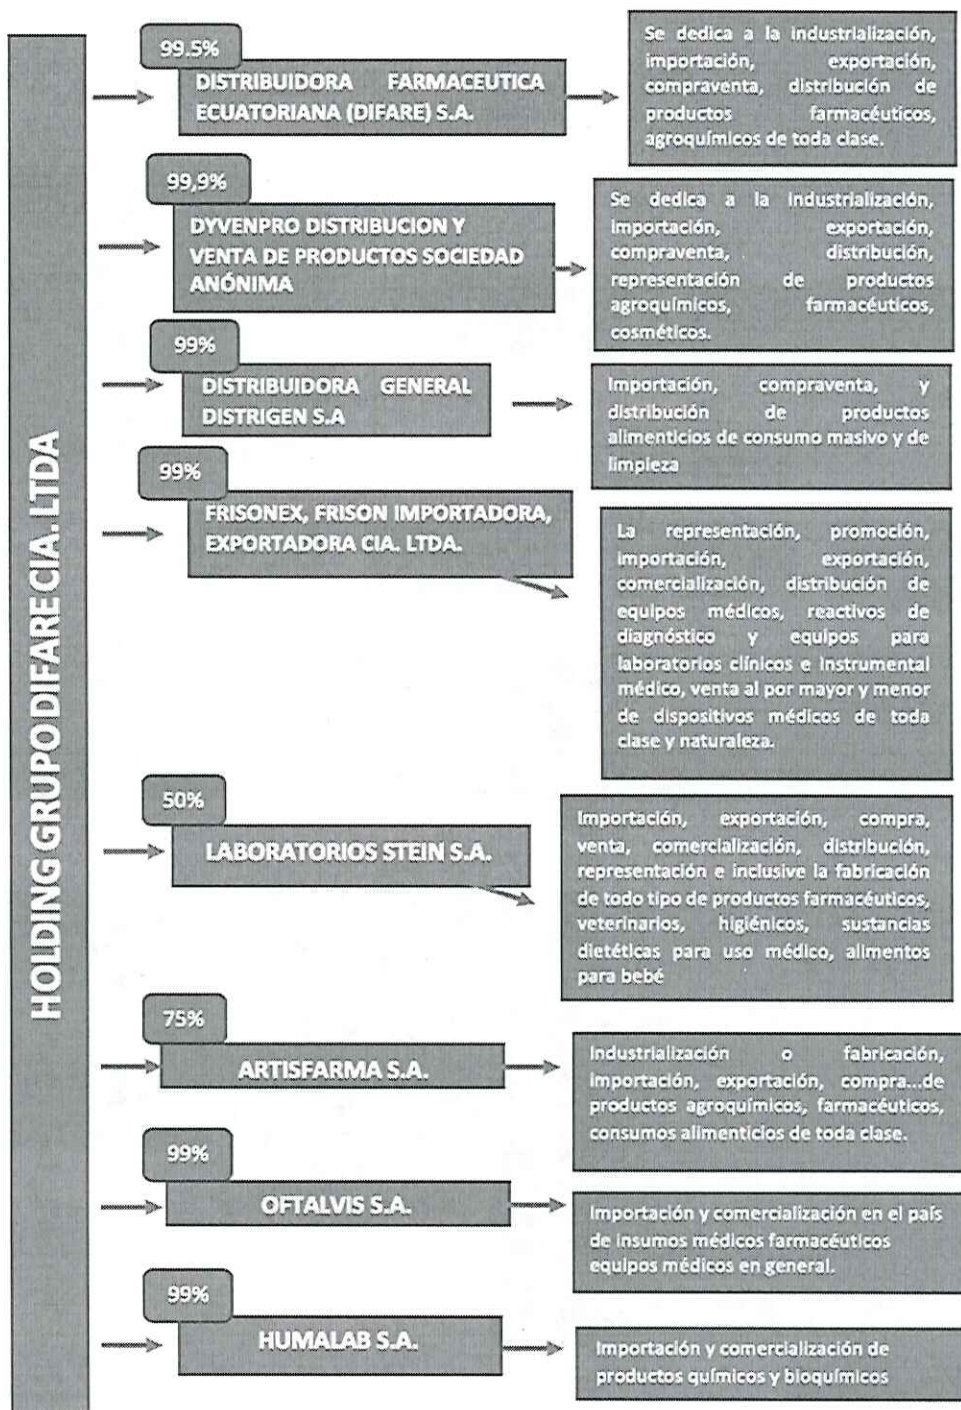 HOLDING GRUPO DIFARE CIA. LTDA
99.5%
DISTRIBUIDORA FARMACEUTICA
ECUATORIANA (DIFARE) S.A.
Se dedica a la industrialización,
importación, exportación,
compraventa, distribución de
productos farmacéuticos,
agroquímicos de toda clase.
99,9%
DYVENPRO DISTRIBUCION Y
VENTA DE PRODUCTOS SOCIEDAD
ANÓNIMA
Se dedica a la industrialización,
importación, exportación,
compraventa, distribución,
representación de productos
agroquímicos, farmacéuticos,
cosméticos.
99%
DISTRIBUIDORA GENERAL
DISTRIGEN S.A
Importación, compraventa, y
distribución de productos
alimenticios de consumo masivo y de
limpieza
99%
FRISONEX, FRISON IMPORTADORA,
EXPORTADORA CIA. LTDA.
La representación, promoción,
importación, exportación,
comercialización, distribución de
equipos médicos, reactivos de
diagnóstico y equipos para
laboratorios clínicos e instrumental
médico, venta al por mayor y menor
de dispositivos médicos de toda
clase y naturaleza.
50%
LABORATORIOS STEIN S.A.
Importación, exportación, compra,
venta, comercialización, distribución,
representación e inclusive la fabricación
de todo tipo de productos farmacéuticos,
veterinarios, higiénicos, sustancias
dietéticas para uso médico, alimentos
para bebé
75%
ARTISFARMA S.A.
Industrialización o fabricación,
importación, exportación, compra...de
productos agroquímicos, farmacéuticos,
consumos alimenticios de toda clase.
99%
OFTALVIS S.A.
Importación y comercialización en el país
de insumos médicos farmacéuticos
equipos médicos en general.
99%
HUMALAB S.A.
Importación y comercialización de
productos químicos y bioquímicos